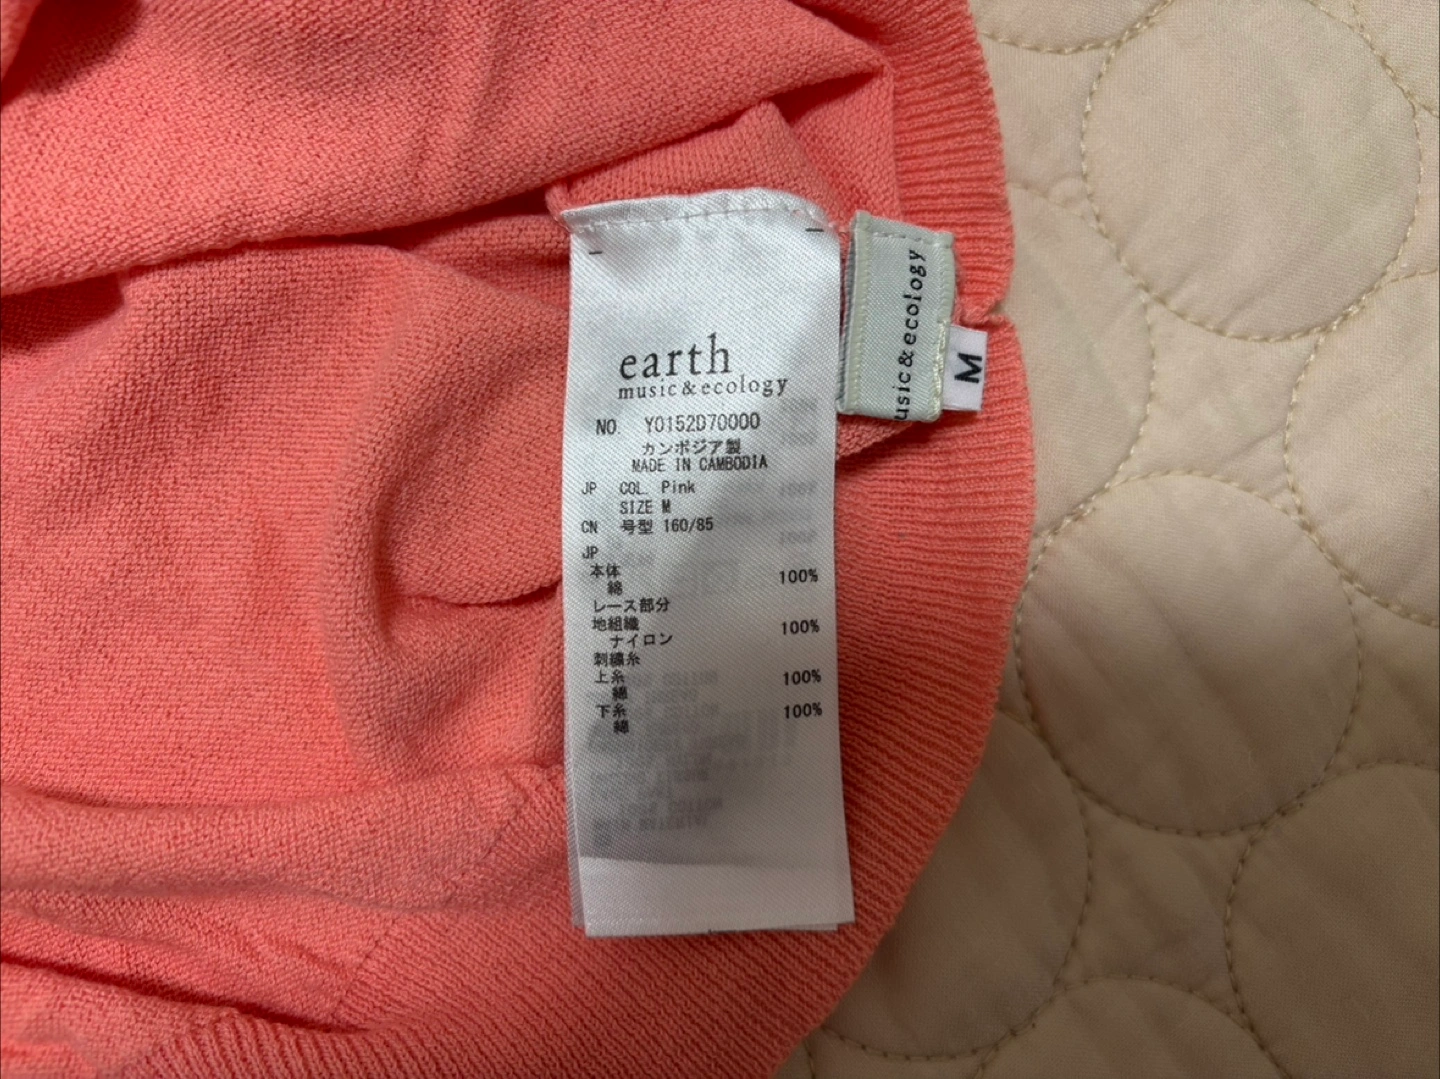 earth
music&ecology
NO. Y0152D70000
カンボジア製
MADE IN CAMBODIA
JP COL. Pink
SIZE M
CN 号型 160/85
JP
本体
綿 100%
レース部分
地組織
ナイロン 100%
刺繍糸
上糸
綿 100%
下糸
綿 100%
usic&ecology
M